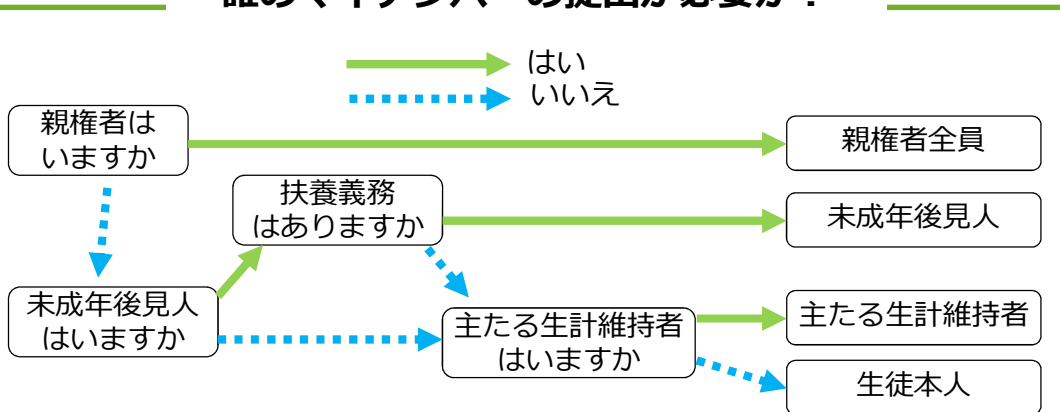 はい
いいえ
親権者は
いますか
親権者全員
扶養義務
はありますか
未成年後見人
未成年後見人
はいますか
主たる生計維持者
はいますか
主たる生計維持者
生徒本人